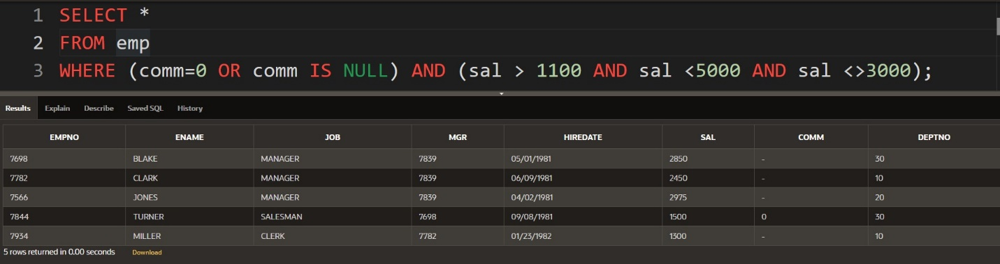 1 SELECT *
2 FROM emp
3 WHERE (comm=0 OR comm IS NULL) AND (sal > 1100 AND sal <5000 AND sal <>3000);
Results Explain Describe Saved SQL History
EMPNO ENAME JOB MGR HIREDATE SAL COMM DEPTNO
7698 BLAKE MANAGER 7839 05/01/1981 2850 - 30
7782 CLARK MANAGER 7839 06/09/1981 2450 - 10
7566 JONES MANAGER 7839 04/02/1981 2975 - 20
7844 TURNER SALESMAN 7698 09/08/1981 1500 0 30
7934 MILLER CLERK 7782 01/23/1982 1300 - 10
5 rows returned in 0.00 seconds Download